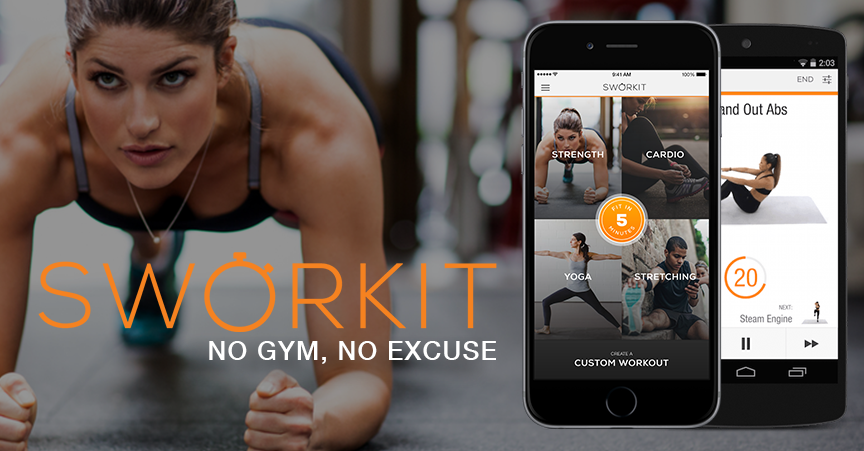 SWORKIT
NO GYM, NO EXCUSE
9:41 AM
100%
SWORKIT
STRENGTH
CARDIO
FIT IN
5
MINUTES
YOGA
STRETCHING
CREATE A
CUSTOM WORKOUT
2:03
END
nd Out Abs
20
NEXT:
Steam Engine